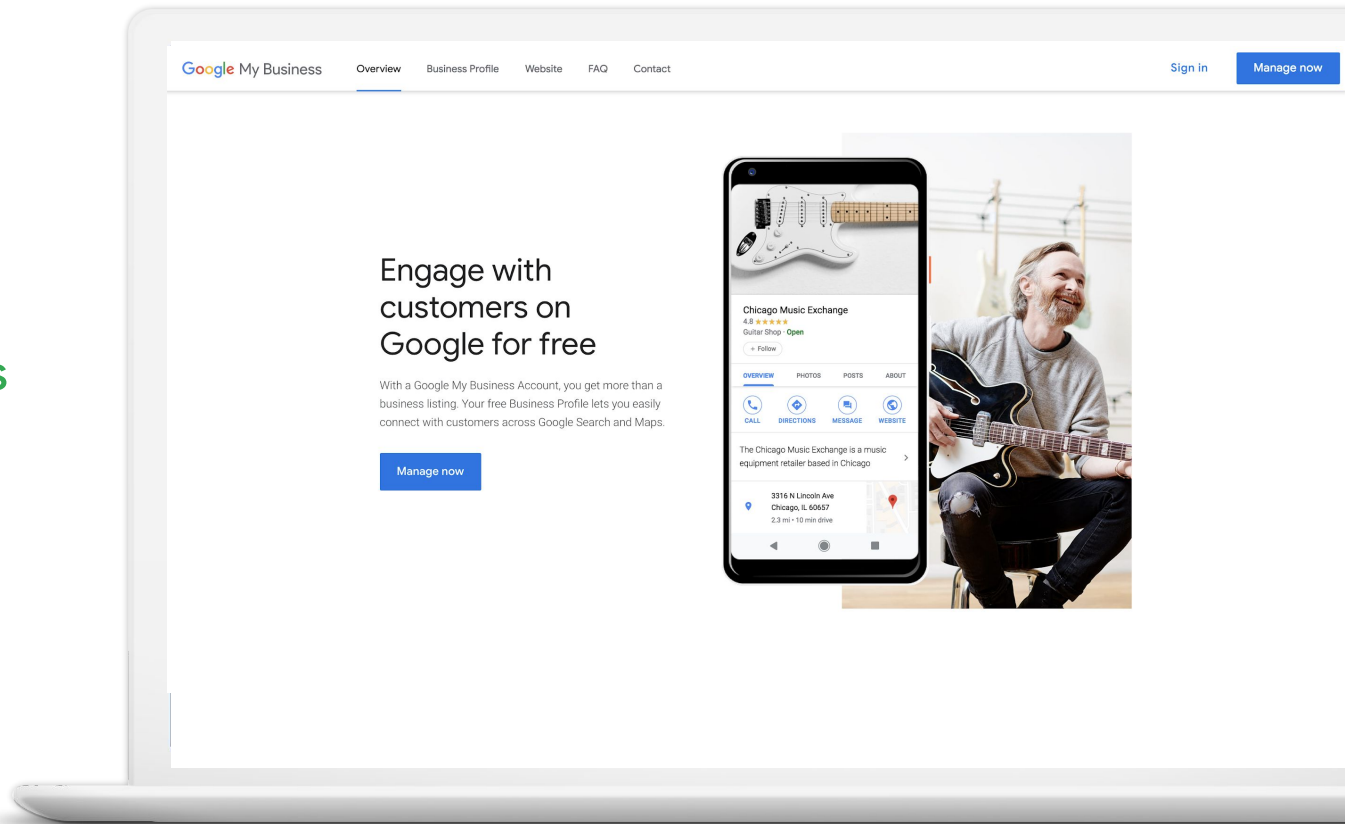 Google My Business
Overview
Business Profile
Website
FAQ
Contact
Sign in
Manage now
Engage with
customers on
Google for free
With a Google My Business Account, you get more than a
business listing. Your free Business Profile lets you easily
connect with customers across Google Search and Maps.
Manage now
Chicago Music Exchange
4.8
Guitar Shop · Open
+ Follow
OVERVIEW
PHOTOS
POSTS
ABOUT
CALL
DIRECTIONS
MESSAGE
WEBSITE
The Chicago Music Exchange is a music
equipment retailer based in Chicago
3316 N Lincoln Ave
Chicago, IL 60657
2.3 mi • 10 min drive
s